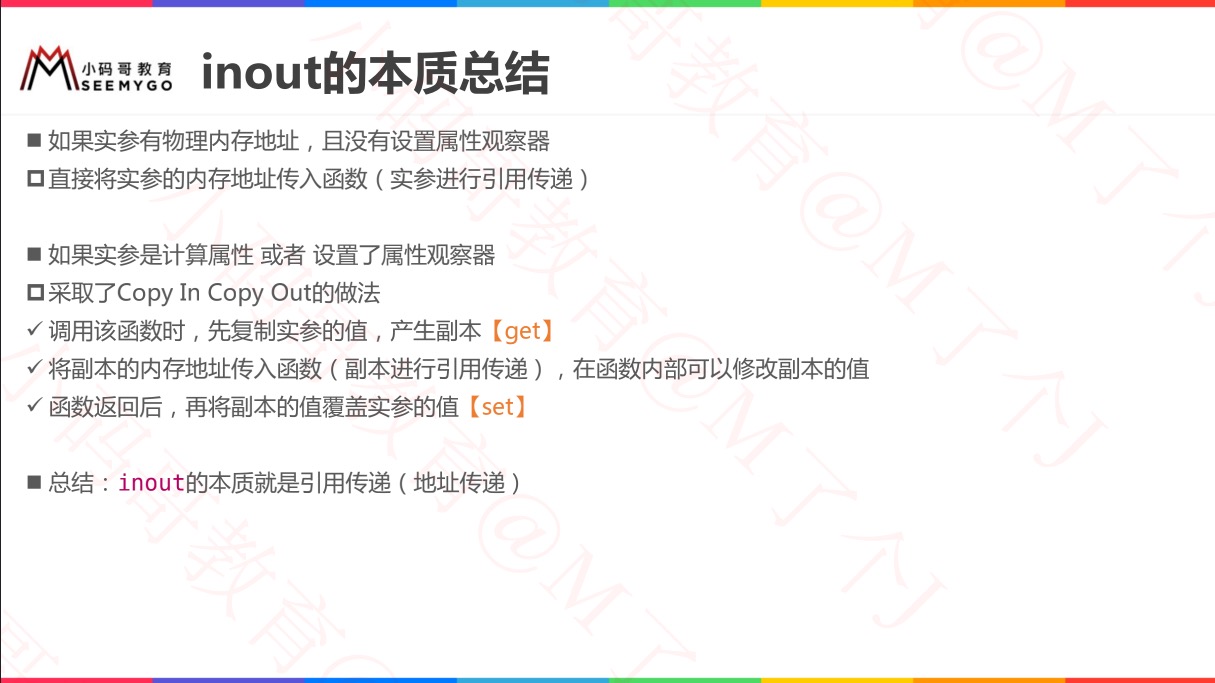 小码哥教育
SEEMYGO
inout的本质总结
■ 如果实参有物理内存地址，且没有设置属性观察器
直接将实参的内存地址传入函数（实参进行引用传递）
■ 如果实参是计算属性 或者 设置了属性观察器
采取了Copy In Copy Out的做法
✓ 调用该函数时，先复制实参的值，产生副本【get】
✓ 将副本的内存地址传入函数（副本进行引用传递），在函数内部可以修改副本的值
✓ 函数返回后，再将副本的值覆盖实参的值【set】
■ 总结：inout的本质就是引用传递（地址传递）
小码哥教育@M了个J